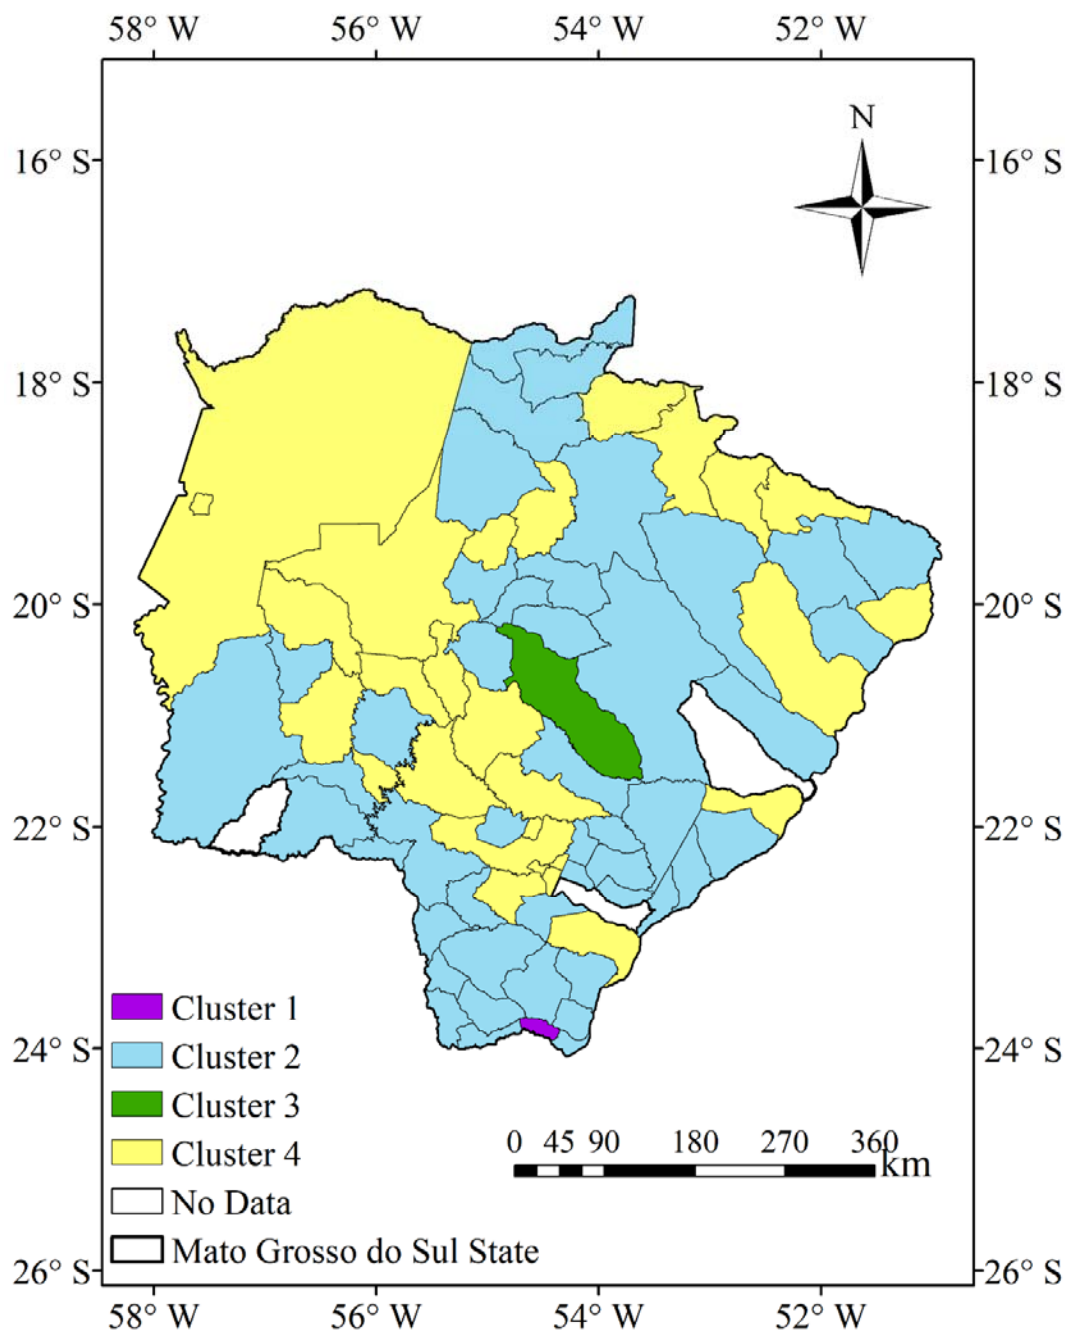 58° W 56° W 54° W 52° W
N
16° S 16° S
18° S 18° S
20° S 20° S
22° S 22° S
Cluster 1
24° S Cluster 2 24° S
Cluster 3
0 45 90 180 270 360
Cluster 4 km
No Data
Mato Grosso do Sul State
26° S 26° S
58° W 56° W 54° W 52° W